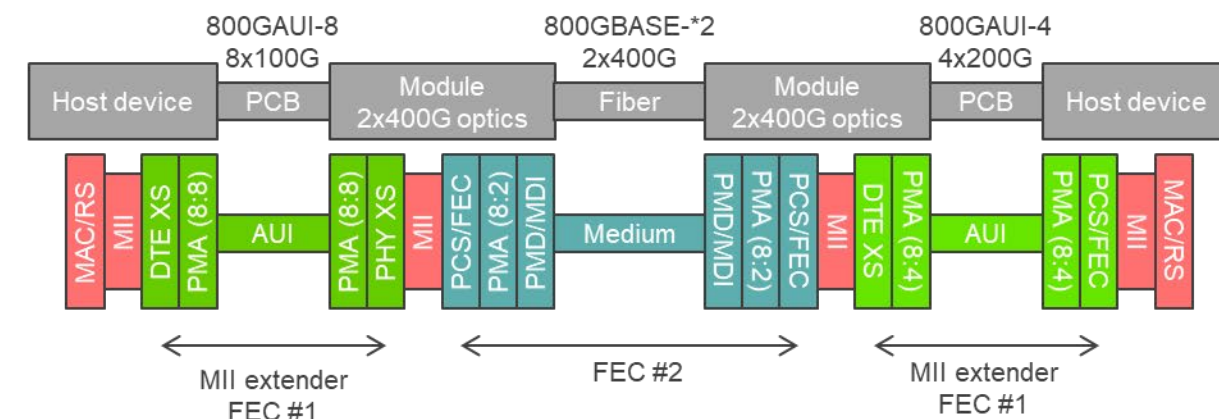 800GAUI-8
8x100G
800GBASE-*2
2x400G
800GAUI-4
4x200G
Host device
PCB
Module
2x400G optics
Fiber
Module
2x400G optics
PCB
Host device
MAC/RS
MII
DTE XS
PMA (8:8)
AUI
PMA (8:8)
PHY XS
MII
PCS/FEC
PMA (8:2)
PMD/MDI
Medium
PMD/MDI
PMA (8:2)
PCS/FEC
MII
DTE XS
PMA (8:4)
AUI
PMA (8:4)
PCS/FEC
MII
MAC/RS
MII extender
FEC #1
FEC #2
MII extender
FEC #1